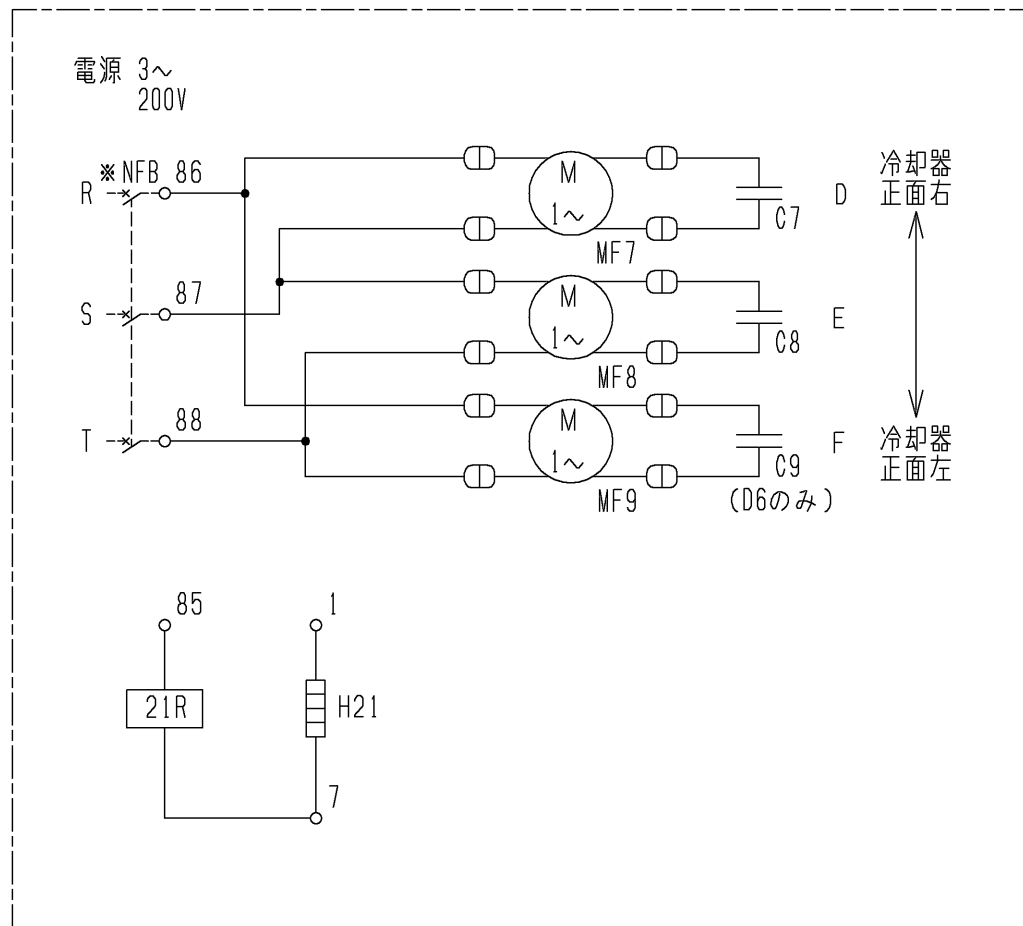 電源 3～
200V
※NFB 86
R
M
1～
MF7
C7
D
冷却器
正面右
87
S
M
1～
MF8
C8
E
88
T
M
1～
MF9
C9
(D6のみ)
F
冷却器
正面左
85
1
21R
H21
7